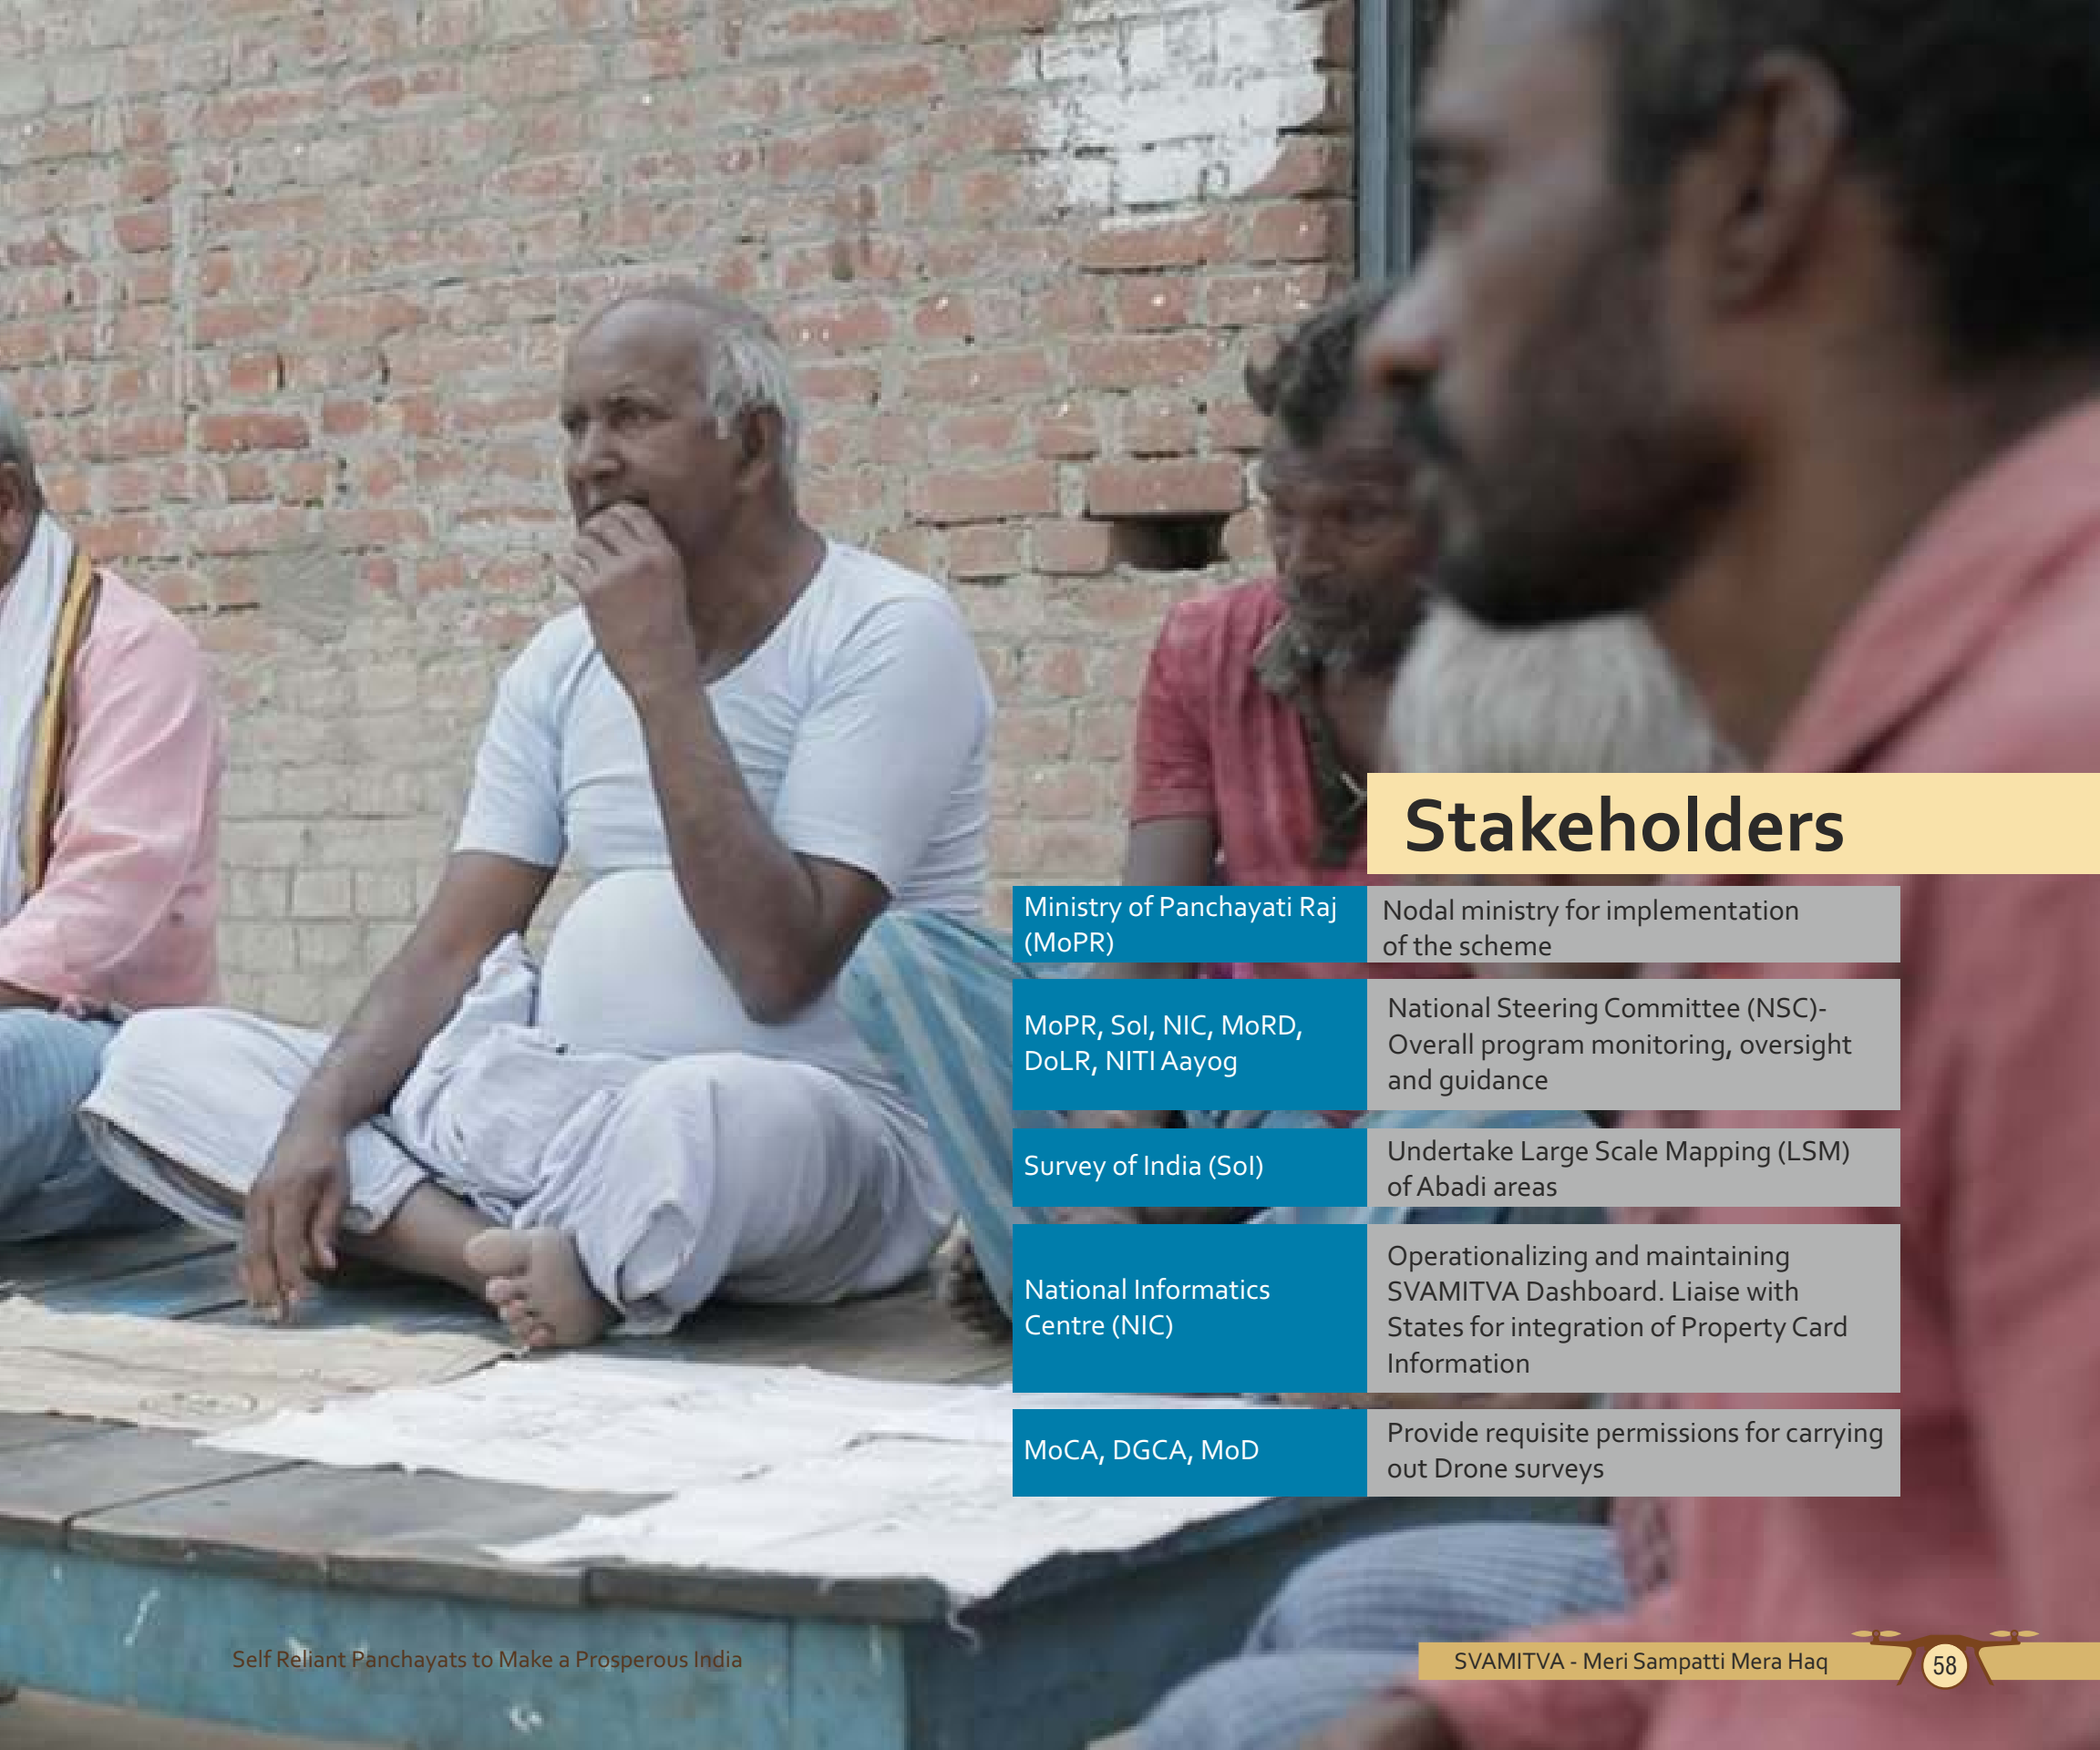 Stakeholders
Ministry of Panchayati Raj
(MoPR)
Nodal ministry for implementation
of the scheme
MoPR, SoI, NIC, MoRD,
DoLR, NITI Aayog
National Steering Committee (NSC)-
Overall program monitoring, oversight
and guidance
Survey of India (SoI)
Undertake Large Scale Mapping (LSM)
of Abadi areas
National Informatics
Centre (NIC)
Operationalizing and maintaining
SVAMITVA Dashboard. Liaise with
States for integration of Property Card
Information
MoCA, DGCA, MoD
Provide requisite permissions for carrying
out Drone surveys
Self Reliant Panchayats to Make a Prosperous India
SVAMITVA - Meri Sampatti Mera Haq
58